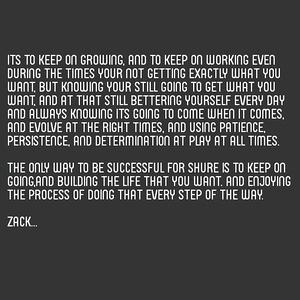 ITS TO KEEP ON GROWING, AND TO KEEP ON WORKING EVEN
DURING THE TIMES YOUR NOT GETTING EXACTLY WHAT YOU
WANT, BUT KNOWING YOUR STILL GOING TO GET WHAT YOU
WANT, AND AT THAT STILL BETTERING YOURSELF EVERY DAY
AND ALWAYS KNOWING ITS GOING TO COME WHEN IT COMES,
AND EVOLVE AT THE RIGHT TIMES, AND USING PATIENCE,
PERSISTENCE, AND DETERMINATION AT PLAY AT ALL TIMES.
THE ONLY WAY TO BE SUCCESSFUL FOR SHURE IS TO KEEP ON
GOING,AND BUILDING THE LIFE THAT YOU WANT. AND ENJOYING
THE PROCESS OF DOING THAT EVERY STEP OF THE WAY.
ZACK...